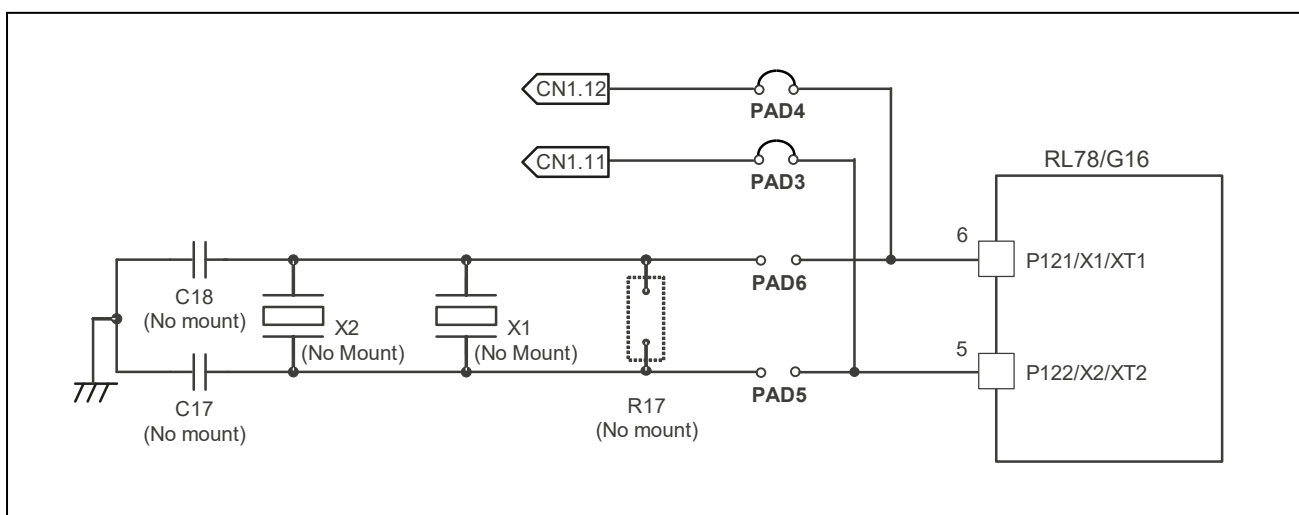 CN1.12
PAD4
CN1.11
PAD3
RL78/G16
6
P121/X1/XT1
PAD6
C18
(No mount)
X2
(No Mount)
X1
(No Mount)
5
P122/X2/XT2
PAD5
C17
(No mount)
R17
(No mount)